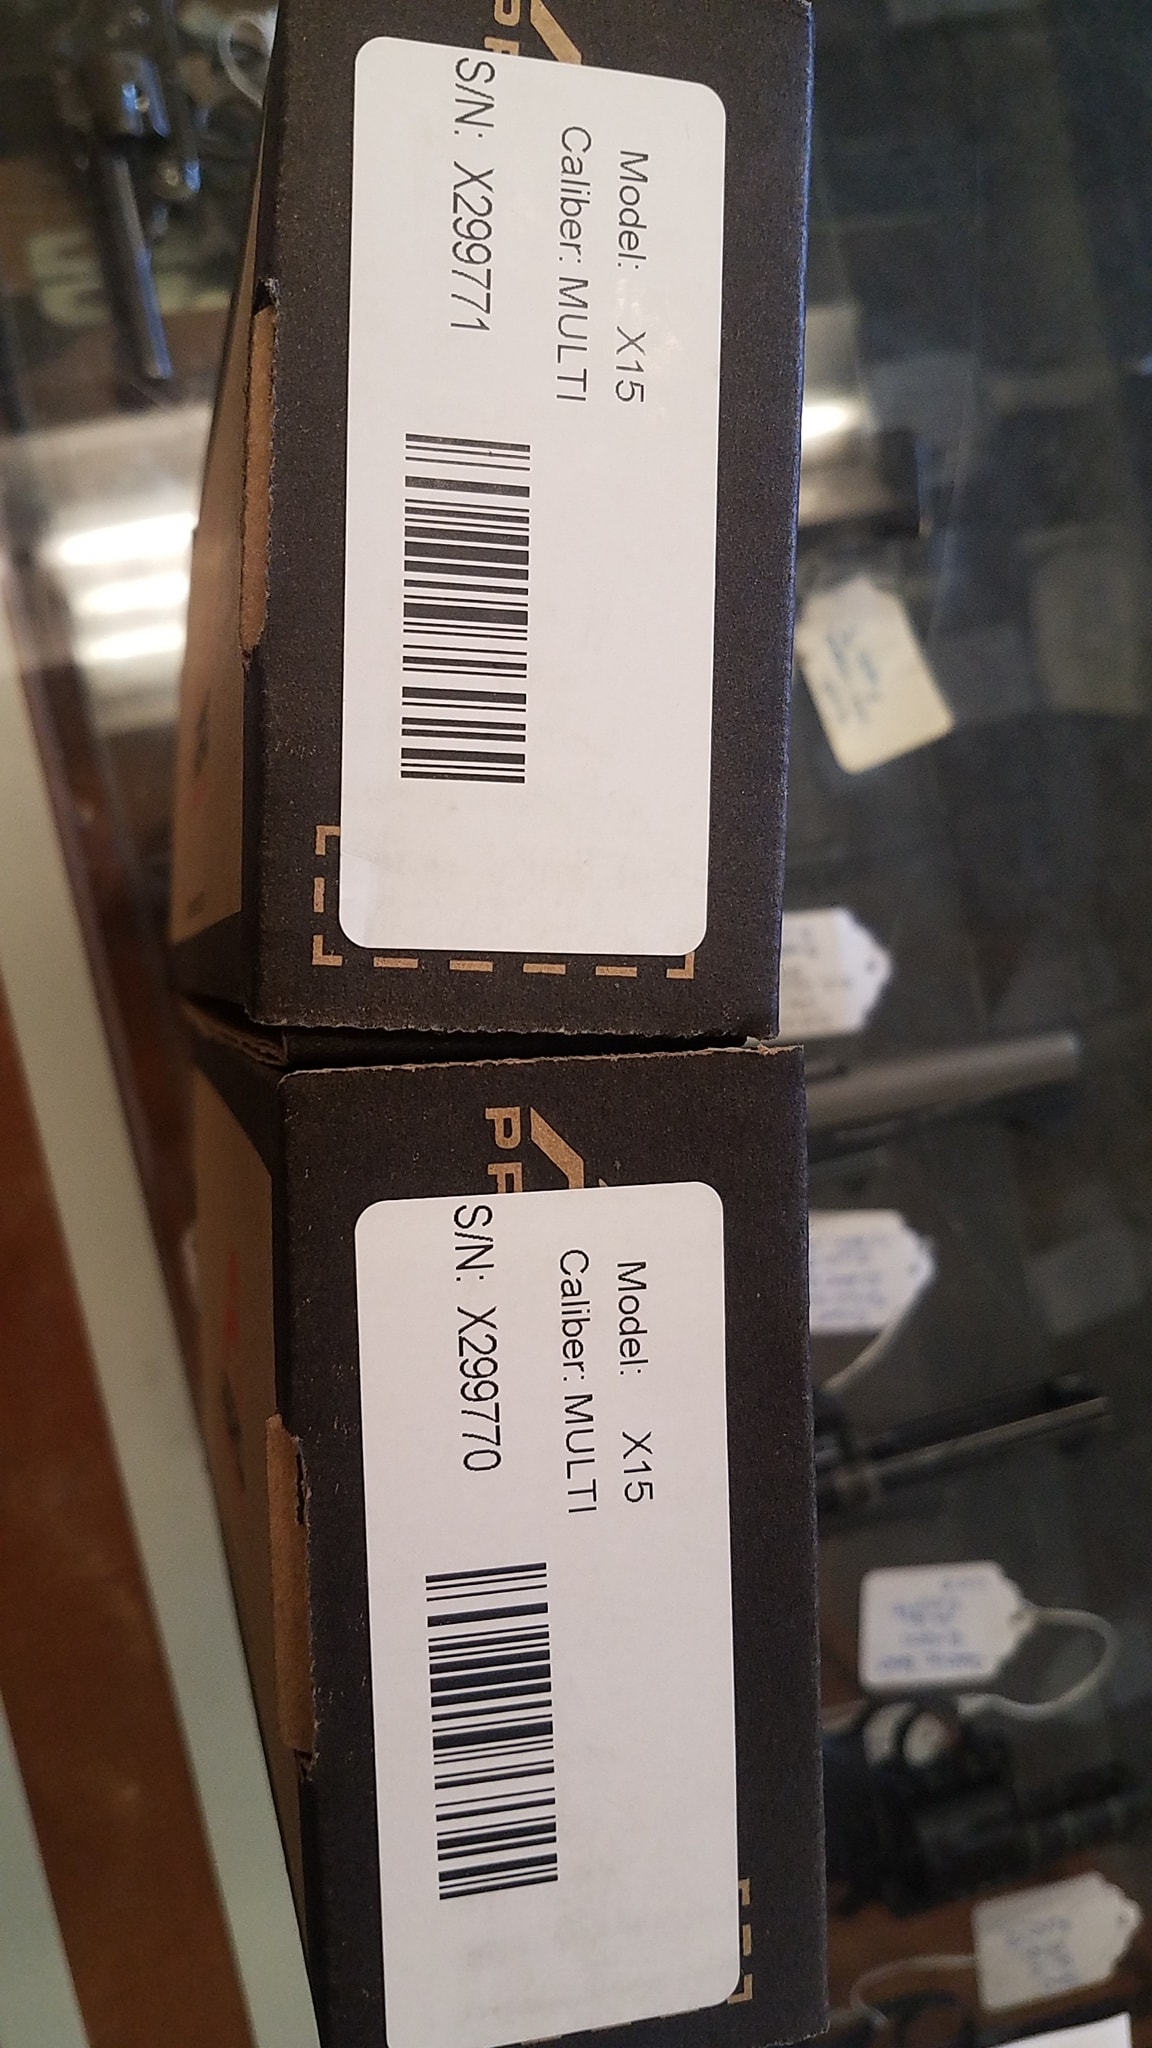 Model: X15
Caliber: MULTI
S/N: X299771
Model: X15
Caliber: MULTI
S/N: X299770